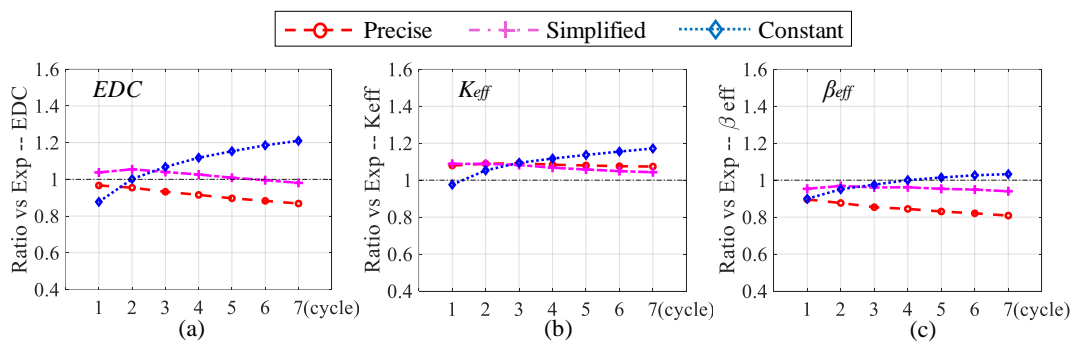 Precise Simplified Constant
EDC
Ratio vs Exp -- EDC
1.6
1.4
1.2
1
0.8
0.6
0.4
1 2 3 4 5 6 7(cycle)
(a)
Keff
Ratio vs Exp -- Keff
1.6
1.4
1.2
1
0.8
0.6
0.4
1 2 3 4 5 6 7(cycle)
(b)
βeff
Ratio vs Exp -- β eff
1.6
1.4
1.2
1
0.8
0.6
0.4
1 2 3 4 5 6 7(cycle)
(c)